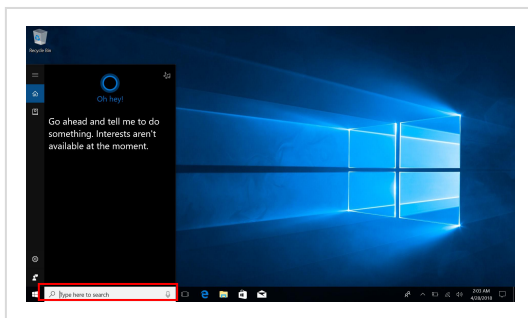 Recycle Bin
Oh hey!
Go ahead and tell me to do
something. Interests aren't
available at the moment.
Type here to search
2:03 AM
4/28/2018